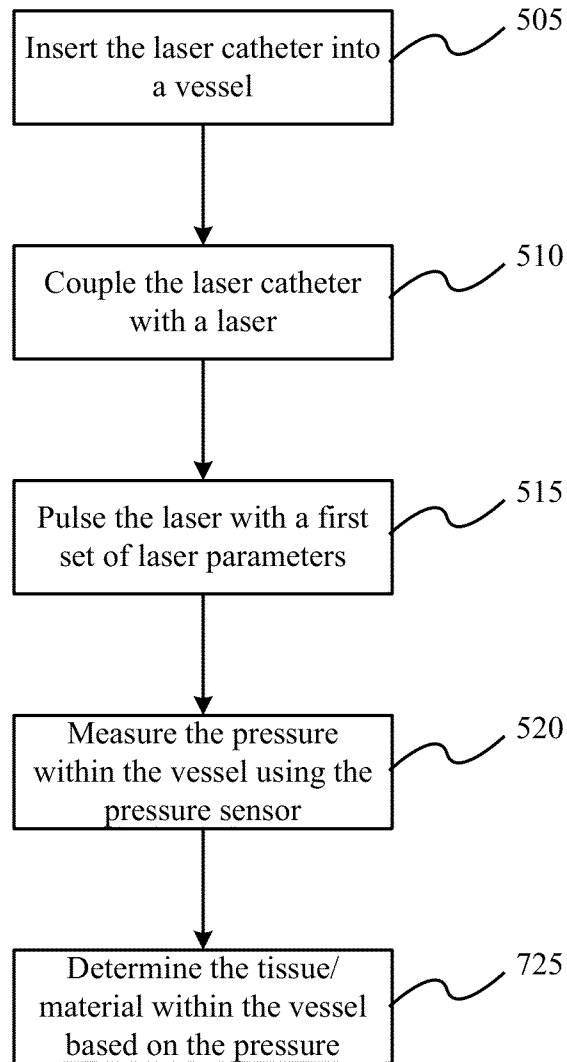 Insert the laser catheter into
a vessel
505
Couple the laser catheter
with a laser
510
Pulse the laser with a first
set of laser parameters
515
Measure the pressure
within the vessel using the
pressure sensor
520
Determine the tissue/
material within the vessel
based on the pressure
725